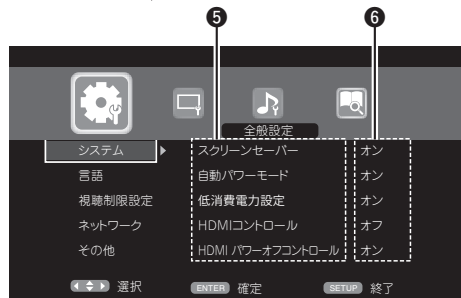 ❺ ❻
全般設定
システム スクリーンセーバー オン
言語 自動パワーモード オン
視聴制限設定 低消費電力設定 オン
ネットワーク HDMIコントロール オフ
その他 HDMI パワーオフコントロール オン
選択 ENTER 確定 SETUP 終了